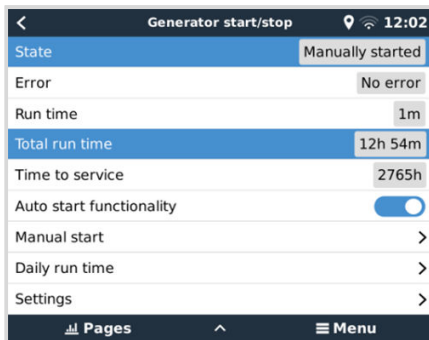 Generator start/stop 12:02
State Manually started
Error No error
Run time 1m
Total run time 12h 54m
Time to service 2765h
Auto start functionality
Manual start
Daily run time
Settings
Pages Menu